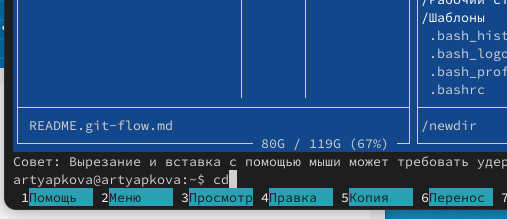 /Шаблоны
.bash_hist
.bash_logo
.bash_prof
.bashrc
README.git-flow.md
/newdir
80G / 119G (67%)
Совет: Вырезание и вставка с помощью мыши может требовать удер
artyapkova@artyapkova:~$ cd
1Помощь 2Меню 3Просмотр 4Правка 5Копия 6Перенос 7